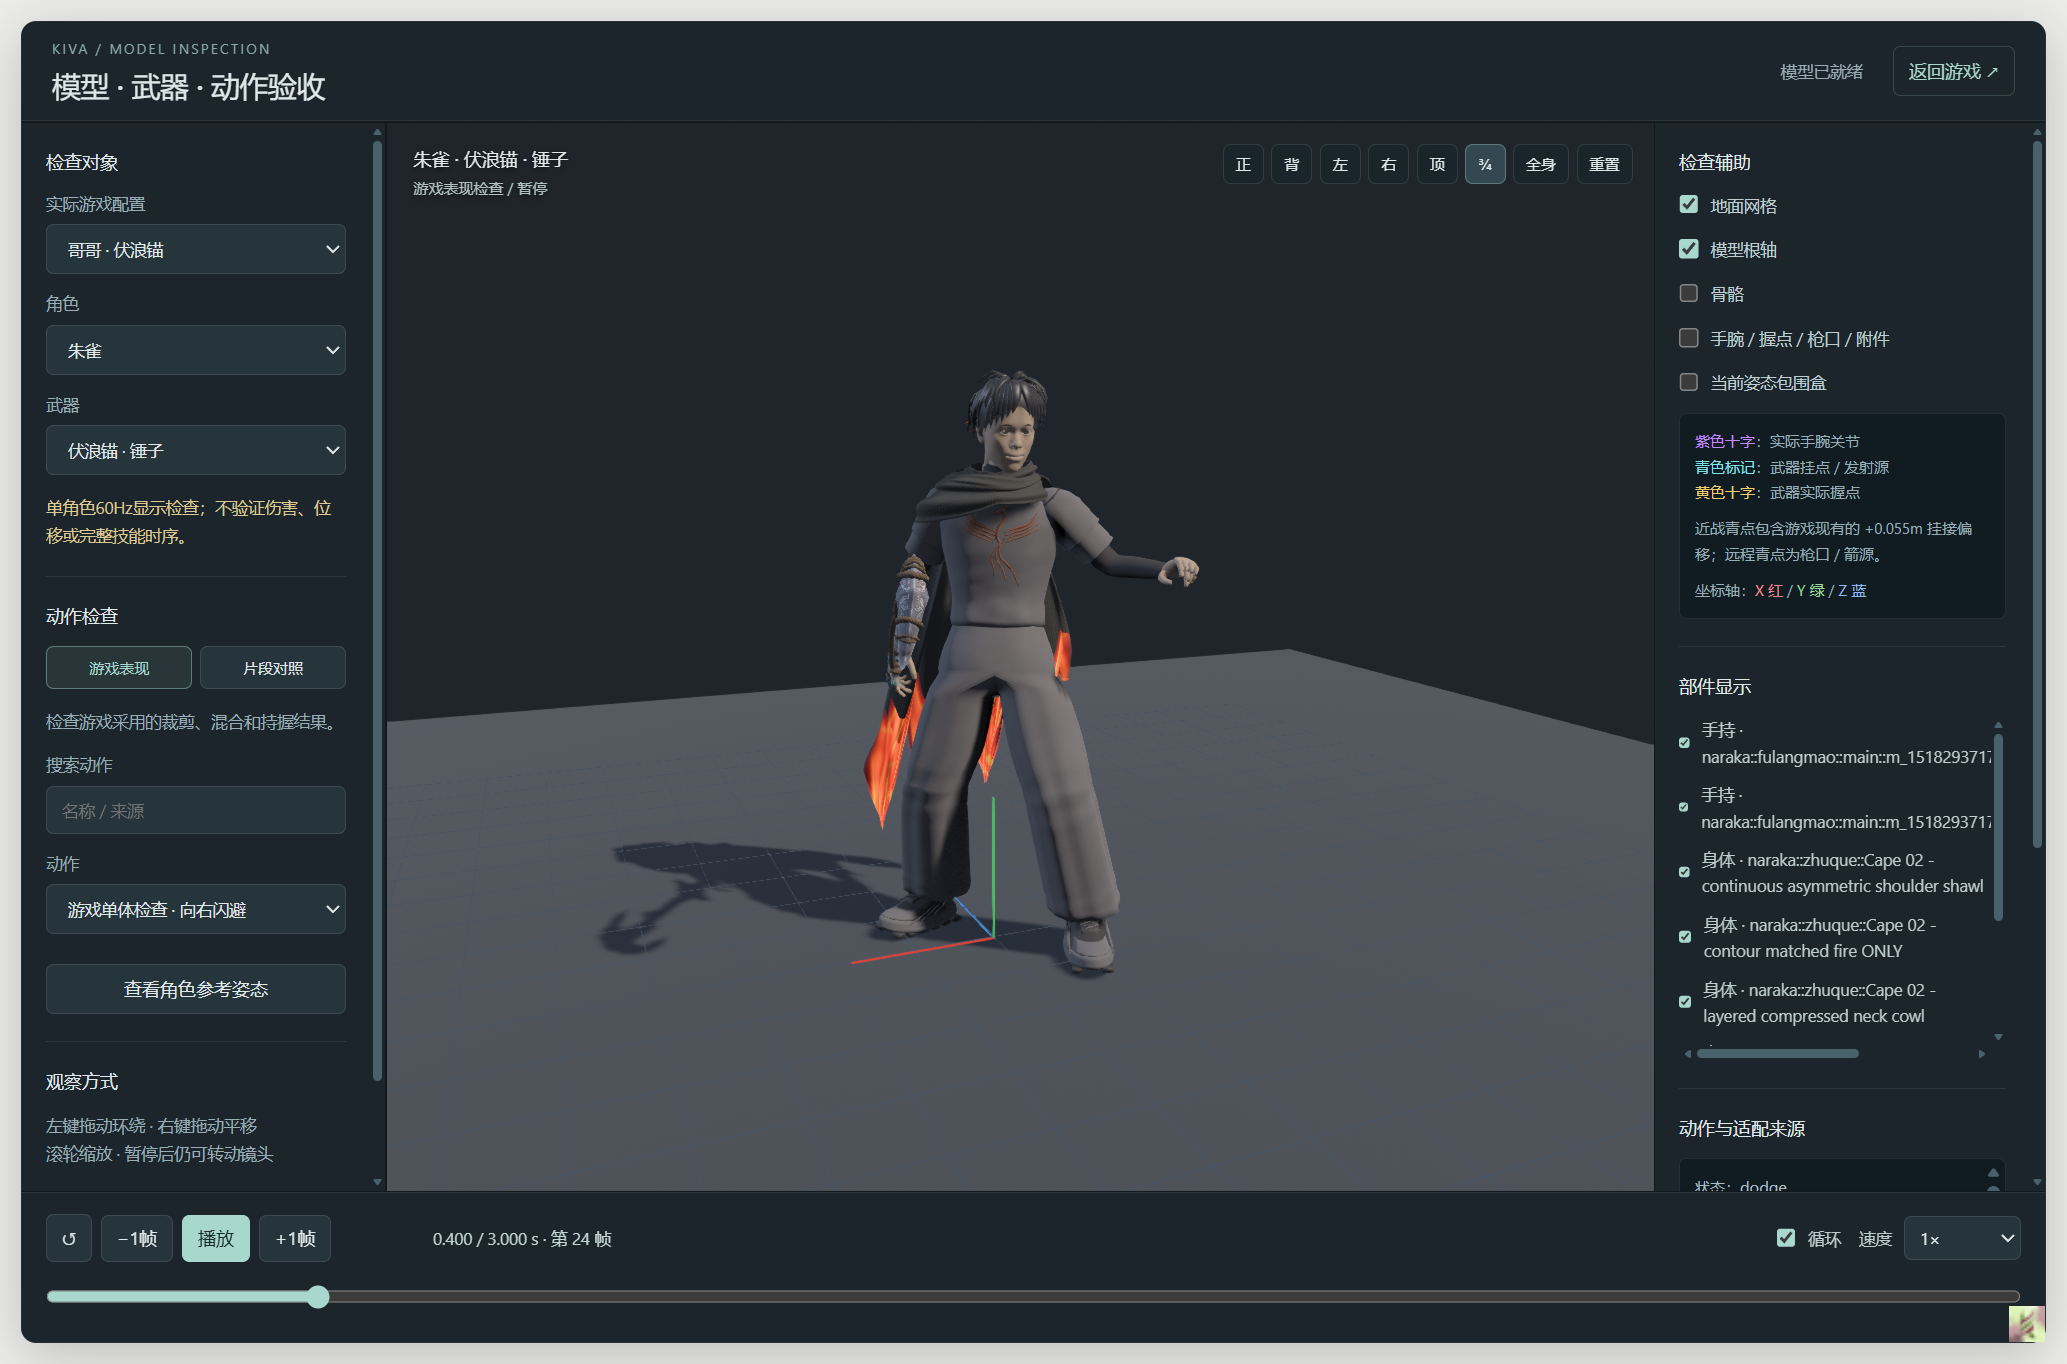 KIVA / MODEL INSPECTION
模型 · 武器 · 动作验收
模型已就绪
返回游戏 ↗
检查对象
实际游戏配置
哥哥 · 伏浪锚
角色
朱雀
武器
伏浪锚 · 锤子
单角色60Hz显示检查；不验证伤害、位
移或完整技能时序。
动作检查
游戏表现
片段对照
检查游戏采用的裁剪、混合和持握结果。
搜索动作
名称 / 来源
动作
游戏单体检查 · 向右闪避
查看角色参考姿态
观察方式
左键拖动环绕 · 右键拖动平移
滚轮缩放 · 暂停后仍可转动镜头
朱雀 · 伏浪锚 · 锤子
游戏表现检查 / 暂停
正
背
左
右
顶
¾
全身
重置
检查辅助
地面网格
模型根轴
骨骼
手腕 / 握点 / 枪口 / 附件
当前姿态包围盒
紫色十字：实际手腕关节
青色标记：武器挂点 / 发射源
黄色十字：武器实际握点
近战青点包含游戏现有的 +0.055m 挂接偏
移；远程青点为枪口 / 箭源。
坐标轴：X 红 / Y 绿 / Z 蓝
部件显示
手持 ·
naraka::fulangmao::main::m_151829371
手持 ·
naraka::fulangmao::main::m_151829371
身体 · naraka::zhuque::Cape 02 -
continuous asymmetric shoulder shawl
身体 · naraka::zhuque::Cape 02 -
contour matched fire ONLY
身体 · naraka::zhuque::Cape 02 -
layered compressed neck cowl
动作与适配来源
状态：dodge
↺
−1帧
播放
+1帧
0.400 / 3.000 s · 第 24 帧
循环
速度
1×